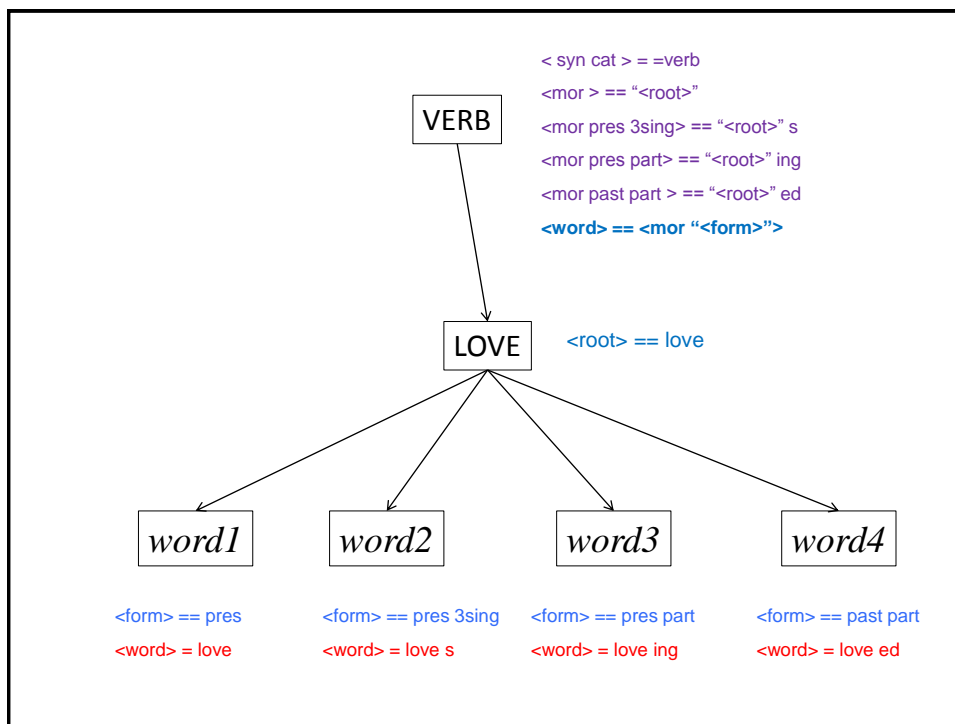 < syn cat > = =verb
<mor > == “<root>”
<mor pres 3sing> == “<root>” s
<mor pres part> == “<root>” ing
<mor past part > == “<root>” ed
<word> == <mor “<form>”>
VERB
LOVE
<root> == love
word1
word2
word3
word4
<form> == pres
<form> == pres 3sing
<form> == pres part
<form> == past part
<word> = love
<word> = love s
<word> = love ing
<word> = love ed